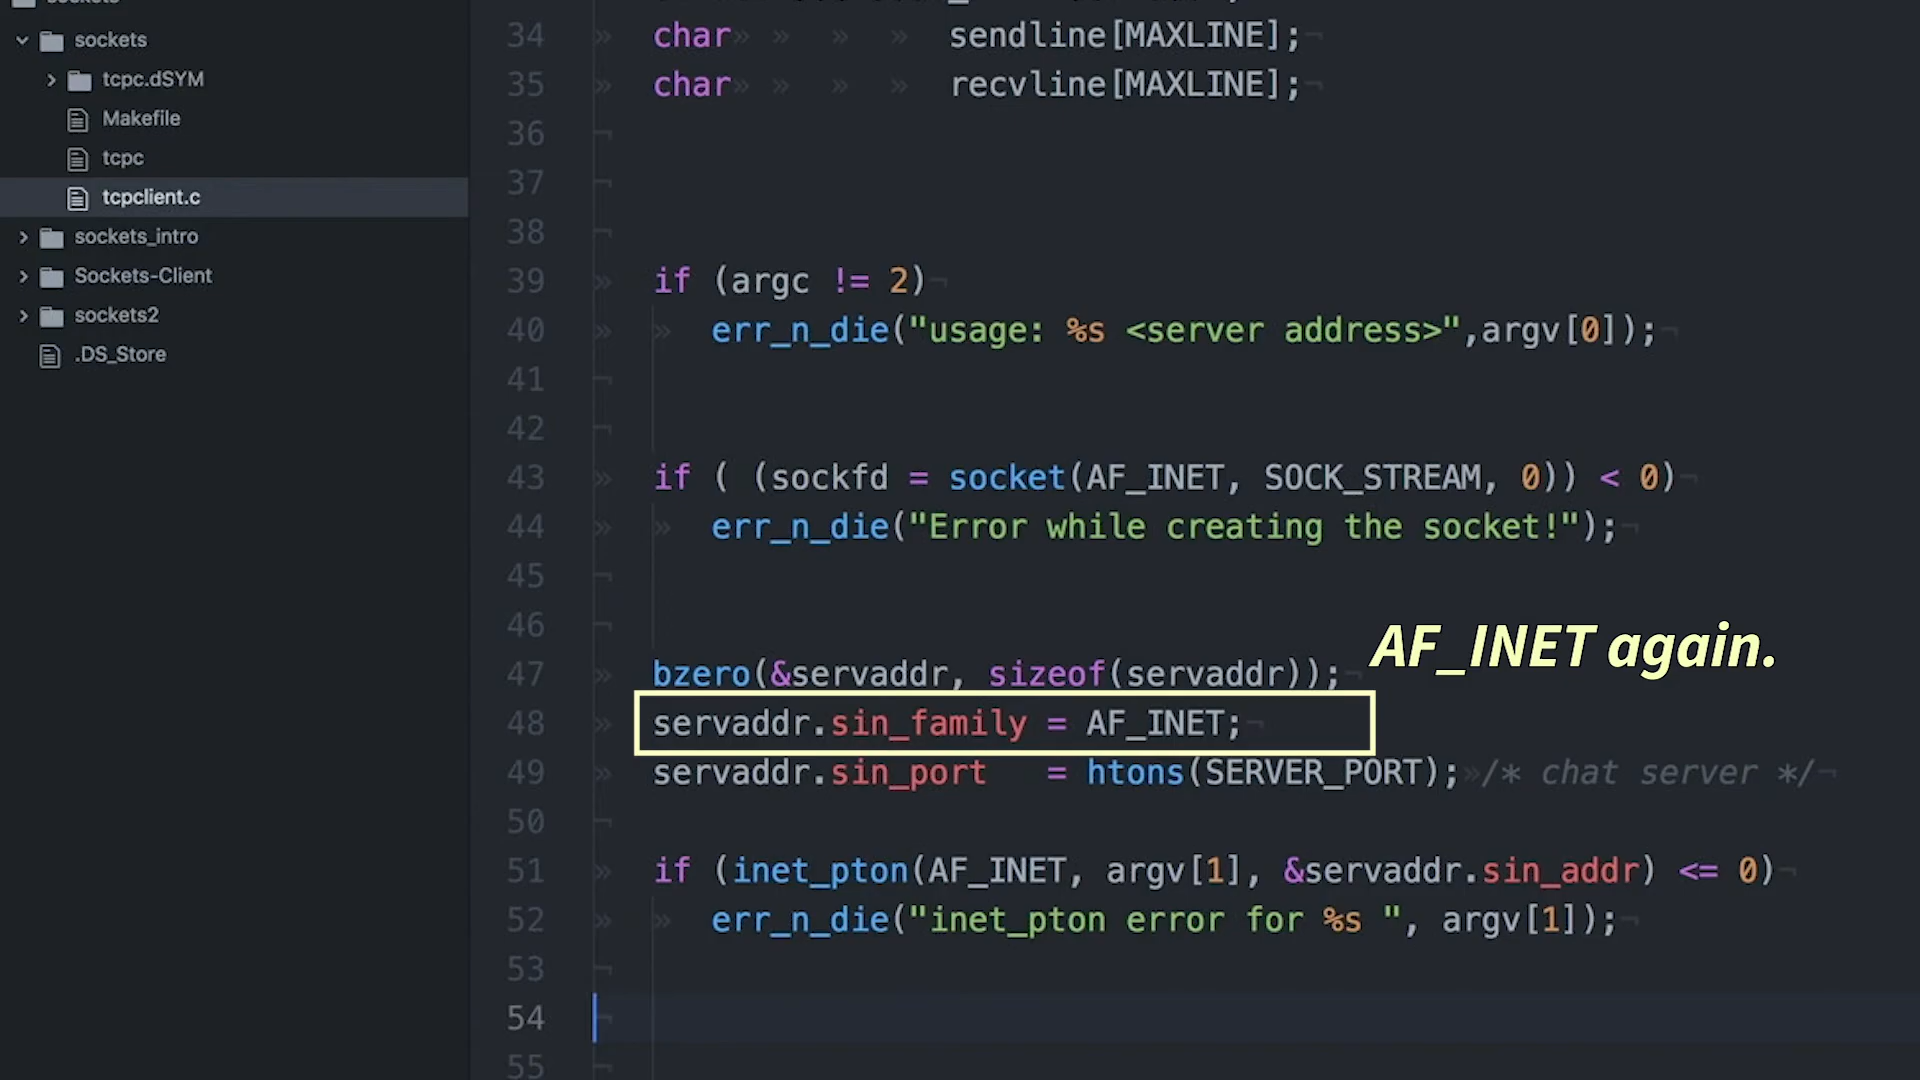 sockets
tcpc.dSYM
Makefile
tcpc
tcpclient.c
sockets_intro
Sockets-Client
sockets2
.DS_Store
34 char sendline[MAXLINE];
35 char recvline[MAXLINE];
36
37
38
39 if (argc != 2)
40 err_n_die("usage: %s <server address>",argv[0]);
41
42
43 if ( (sockfd = socket(AF_INET, SOCK_STREAM, 0)) < 0)
44 err_n_die("Error while creating the socket!");
45
46
AF_INET again.
47 bzero(&servaddr, sizeof(servaddr));
48 servaddr.sin_family = AF_INET;
49 servaddr.sin_port   = htons(SERVER_PORT); /* chat server */
50
51 if (inet_pton(AF_INET, argv[1], &servaddr.sin_addr) <= 0)
52 err_n_die("inet_pton error for %s ", argv[1]);
53
54
55